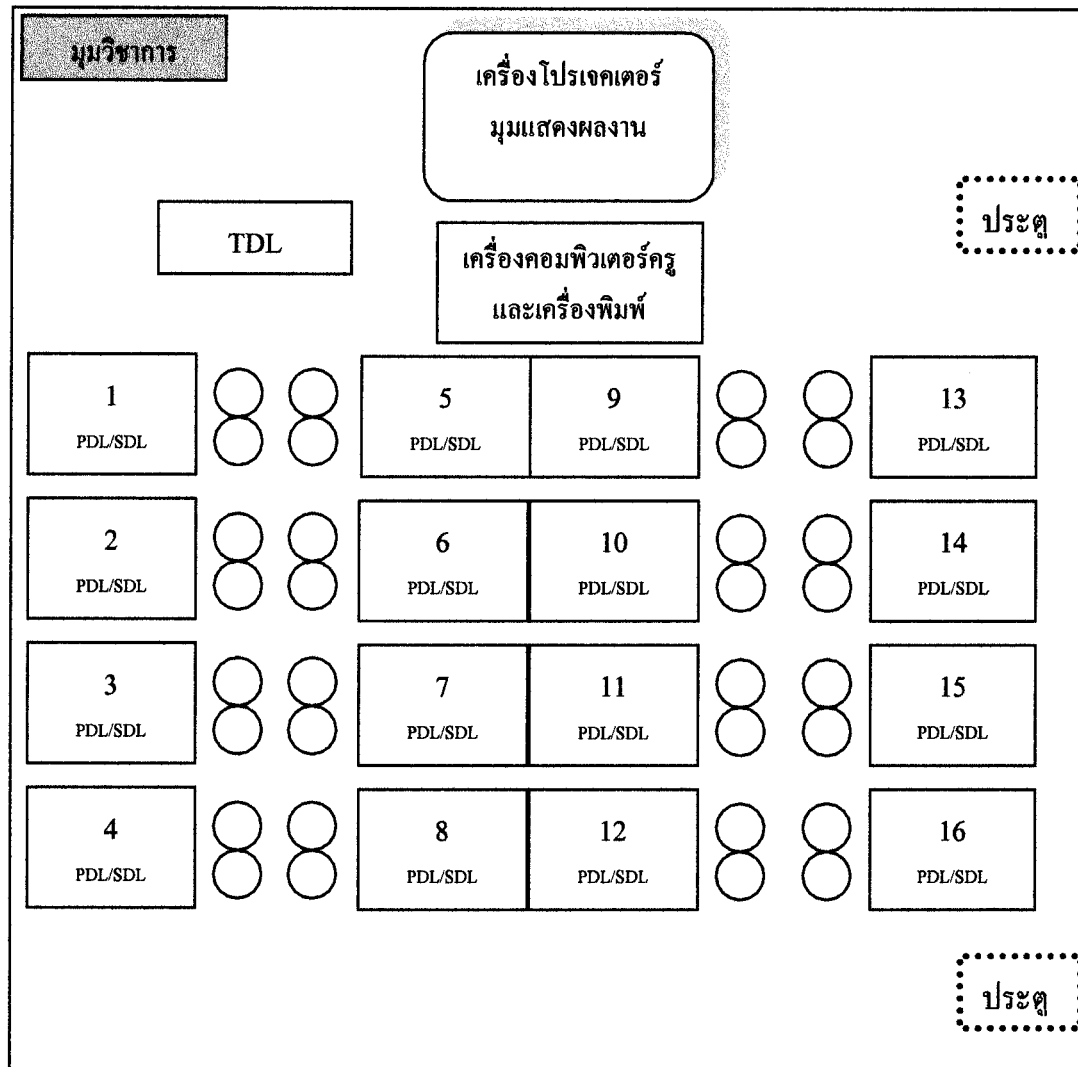 มุมวิชาการ
เครื่องโปรเจคเตอร์
มุมแสดงผลงาน
ประตู
TDL
เครื่องคอมพิวเตอร์ครู
และเครื่องพิมพ์
1
PDL/SDL
5
PDL/SDL
9
PDL/SDL
13
PDL/SDL
2
PDL/SDL
6
PDL/SDL
10
PDL/SDL
14
PDL/SDL
3
PDL/SDL
7
PDL/SDL
11
PDL/SDL
15
PDL/SDL
4
PDL/SDL
8
PDL/SDL
12
PDL/SDL
16
PDL/SDL
ประตู